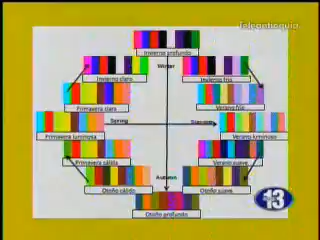 Teleantioquia
Invierno profundo
Winter
Invierno claro
Invierno frío
Primavera clara
Verano frío
Spring
Summer
Primavera luminosa
Verano luminoso
Primavera cálida
Verano suave
Autumn
Otoño cálido
Otoño suave
Otoño profundo
13